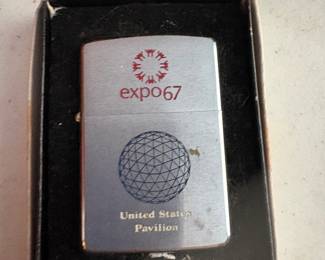 expo67
United States
Pavilion